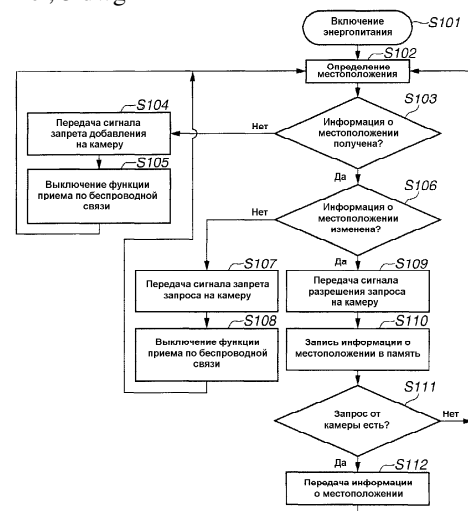 Включение
энергопитания
S101
S102
Определение
местоположения
S103
Информация о
местоположении
получена?
Нет
Да
S104
Передача сигнала
запрета добавления
на камеру
S105
Выключение функции
приема по беспроводной
связи
S106
Информация о
местоположении
изменена?
Нет
Да
S107
Передача сигнала запрета
запроса на камеру
S108
Выключение функции
приема по беспроводной
связи
S109
Передача сигнала
разрешения запроса
на камеру
S110
Запись информации о
местоположении в память
S111
Запрос от
камеры есть?
Нет
Да
S112
Передача информации
о местоположении